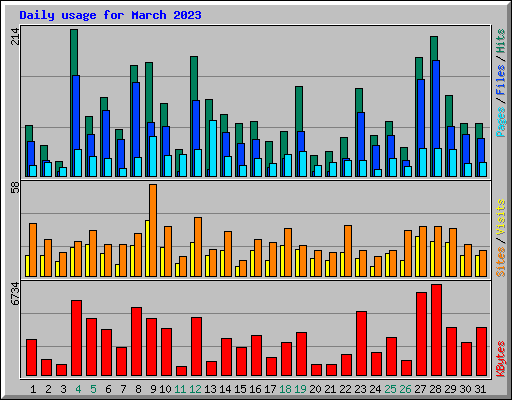 Daily usage for March 2023
214
Pages / Files / Hits
58
Sites / Visits
6734
KBytes
1 2 3 4 5 6 7 8 9 10 11 12 13 14 15 16 17 18 19 20 21 22 23 24 25 26 27 28 29 30 31